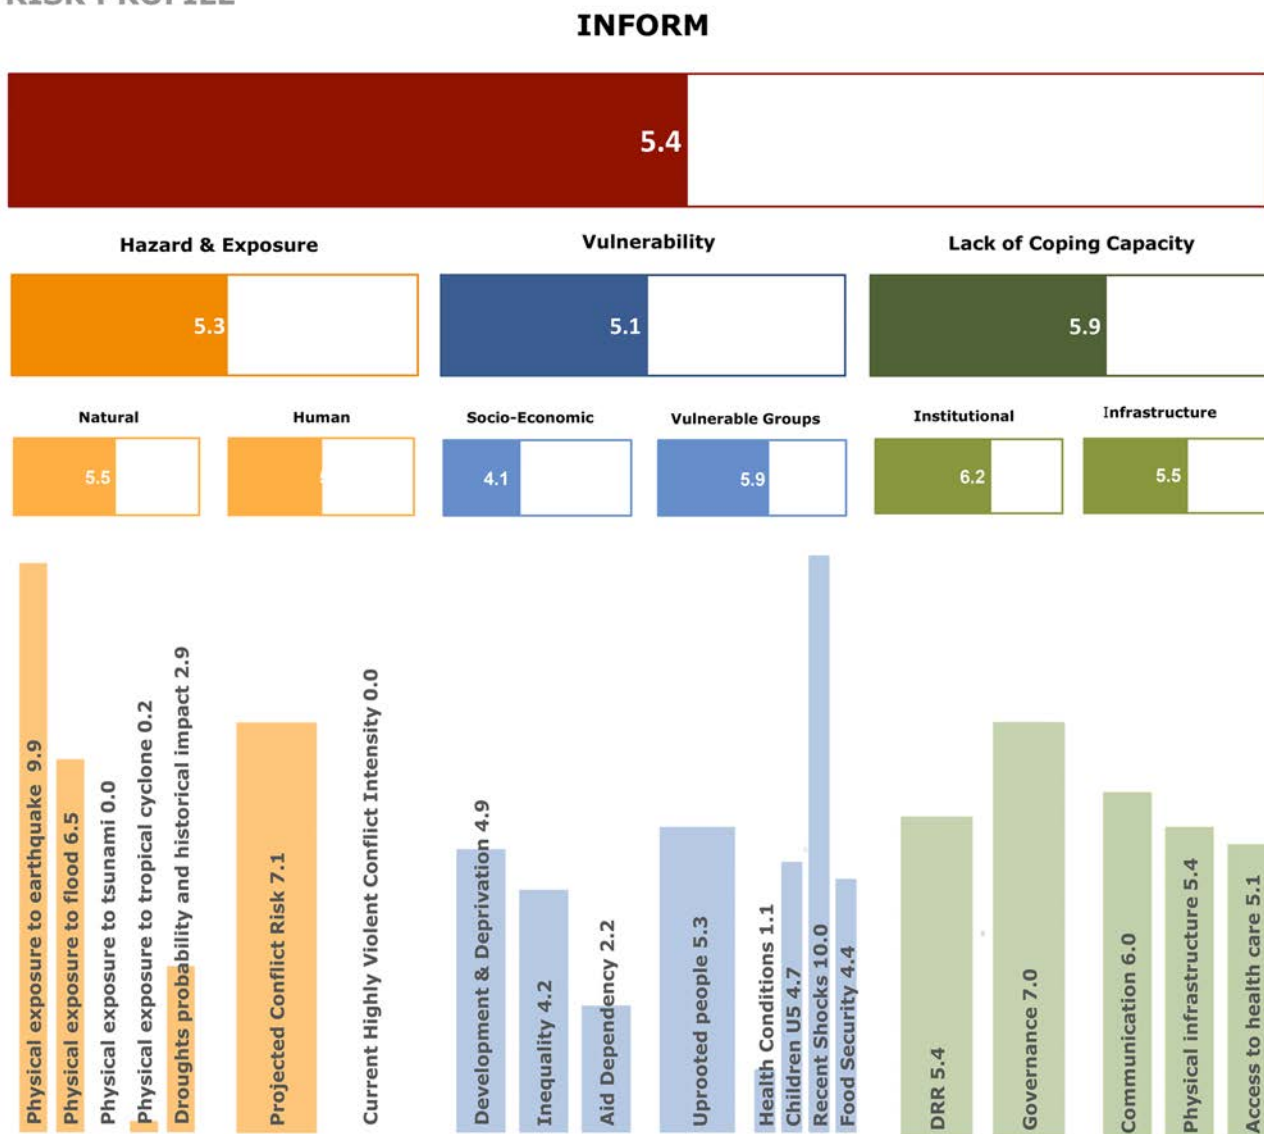 INFORM
5.4
Hazard & Exposure
Vulnerability
Lack of Coping Capacity
5.3
5.1
5.9
Natural
Human
Socio-Economic
Vulnerable Groups
Institutional
Infrastructure
5.5
4.1
5.9
6.2
5.5
Physical exposure to earthquake 9.9
Physical exposure to flood 6.5
Physical exposure to tsunami 0.0
Physical exposure to tropical cyclone 0.2
Droughts probability and historical impact 2.9
Projected Conflict Risk 7.1
Current Highly Violent Conflict Intensity 0.0
Development & Deprivation 4.9
Inequality 4.2
Aid Dependency 2.2
Uprooted people 5.3
Health Conditions 1.1
Children U5 4.7
Recent Shocks 10.0
Food Security 4.4
DRR 5.4
Governance 7.0
Communication 6.0
Physical infrastructure 5.4
Access to health care 5.1